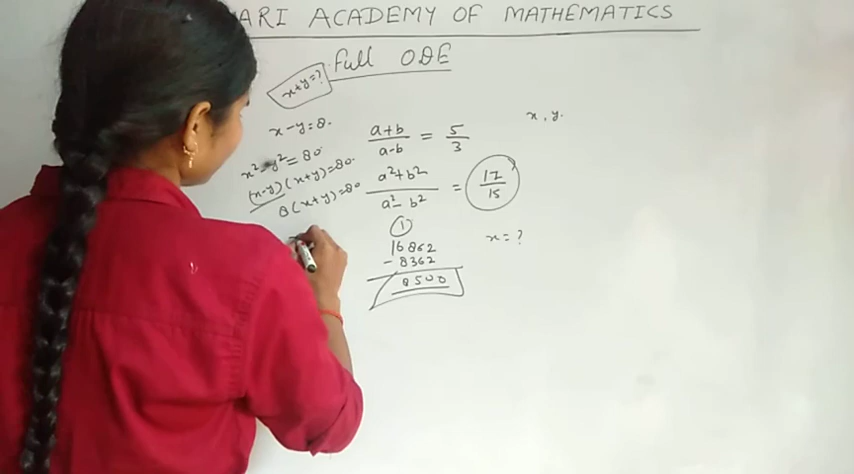 ARI ACADEMY OF MATHEMATICS
Full ODE
x+y=?
x-y=8.
x²-y²=80
(x-y)(x+y)=80.
8(x+y)=80
a+b/a-b = 5/3
a²+b²/a²-b² = 17/15
①
16862
-8362
8500
x, y.
x=?